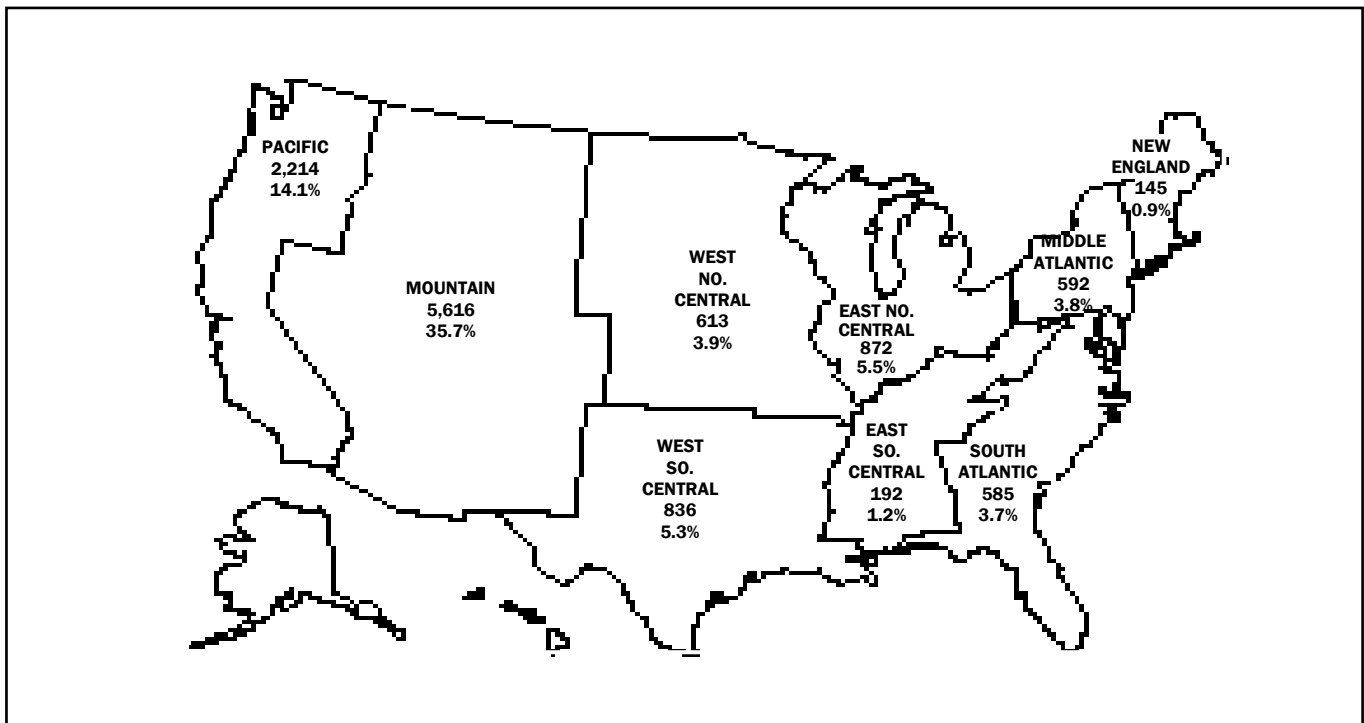 PACIFIC
2,214
14.1%
MOUNTAIN
5,616
35.7%
WEST
NO.
CENTRAL
613
3.9%
WEST
SO.
CENTRAL
836
5.3%
EAST NO.
CENTRAL
872
5.5%
EAST
SO.
CENTRAL
192
1.2%
SOUTH
ATLANTIC
585
3.7%
MIDDLE
ATLANTIC
592
3.8%
NEW
ENGLAND
145
0.9%